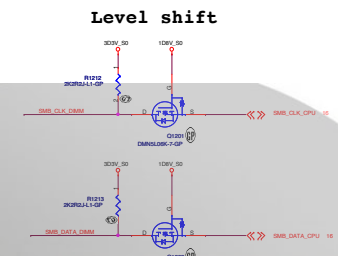 Level shift
3D3V_S0 1D8V_S0
R1212
2K2R2J-L1-GP
G
SMB_CLK_DIMM D S SMB_CLK_CPU
Q1201
DMN5L06K-7-GP
3D3V_S0 1D8V_S0
R1213
2K2R2J-L1-GP
G
SMB_DATA_DIMM D S SMB_DATA_CPU 16